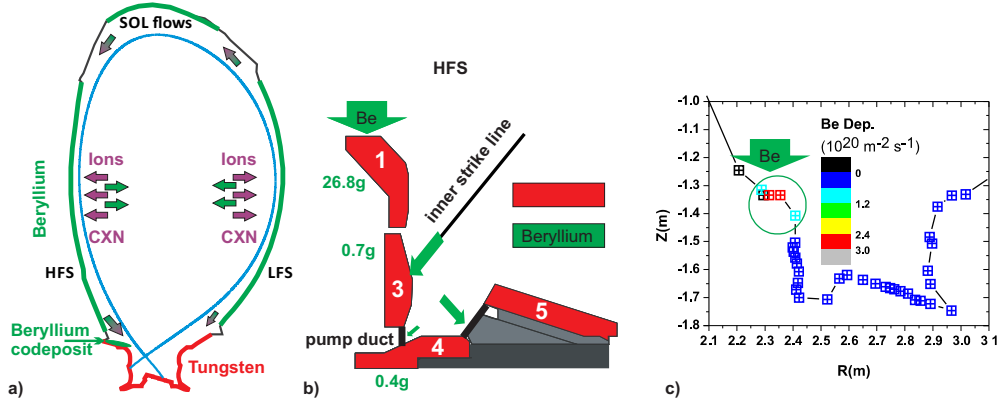 SOL flows
Beryllium
Ions
CXN
Ions
CXN
HFS
LFS
Beryllium
codeposit
Tungsten
a)
HFS
Be
1
26.8g
inner strike line
0.7g
3
Beryllium
pump duct
4
5
0.4g
b)
-1.0
-1.1
-1.2
-1.3
-1.4
-1.5
-1.6
-1.7
-1.8
Z(m)
Be
Be Dep.
(10²⁰ m⁻² s⁻¹)
0
1.2
2.4
3.0
2.1 2.2 2.3 2.4 2.5 2.6 2.7 2.8 2.9 3.0 3.1
R(m)
c)